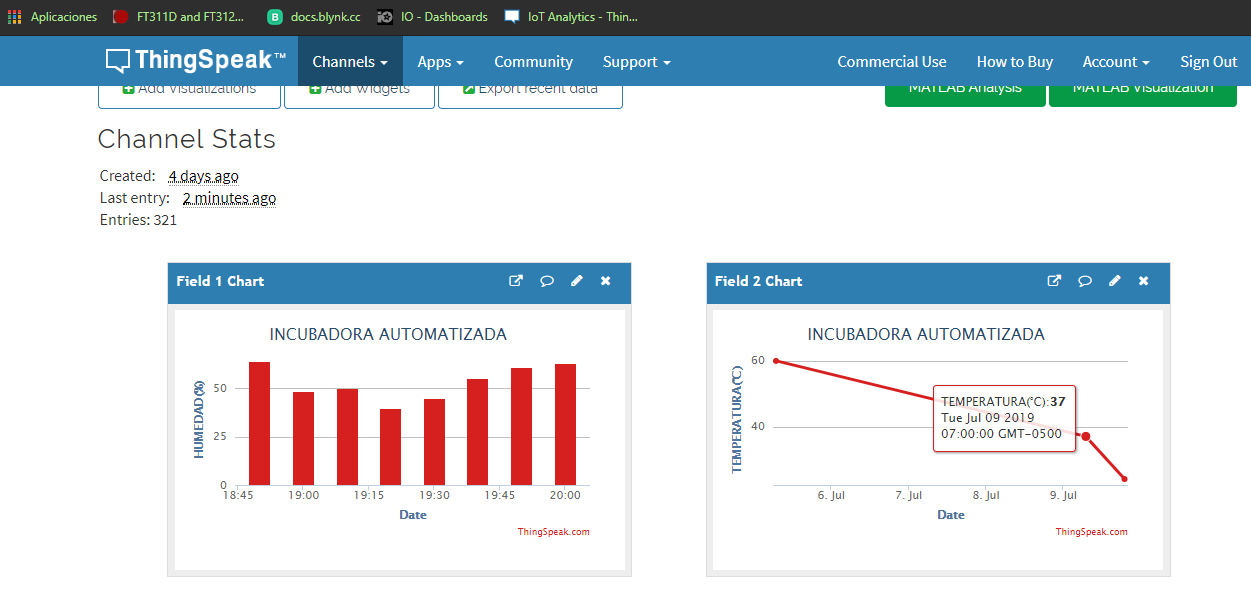 Aplicaciones FT311D and FT312... B docs.blynk.cc IO - Dashboards IoT Analytics - Thin...
ThingSpeak™ Channels Apps Community Support Commercial Use How to Buy Account Sign Out
Add Visualizations Add Widgets Export recent data MATLAB Analysis MATLAB Visualization
Channel Stats
Created: 4 days ago
Last entry: 2 minutes ago
Entries: 321
Field 1 Chart
INCUBADORA AUTOMATIZADA
HUMEDAD(%)
50
25
0
18:45 19:00 19:15 19:30 19:45 20:00
Date
ThingSpeak.com
Field 2 Chart
INCUBADORA AUTOMATIZADA
TEMPERATURA(°C)
60
40
TEMPERATURA(°C):37
Tue Jul 09 2019
07:00:00 GMT-0500
6. Jul 7. Jul 8. Jul 9. Jul
Date
ThingSpeak.com